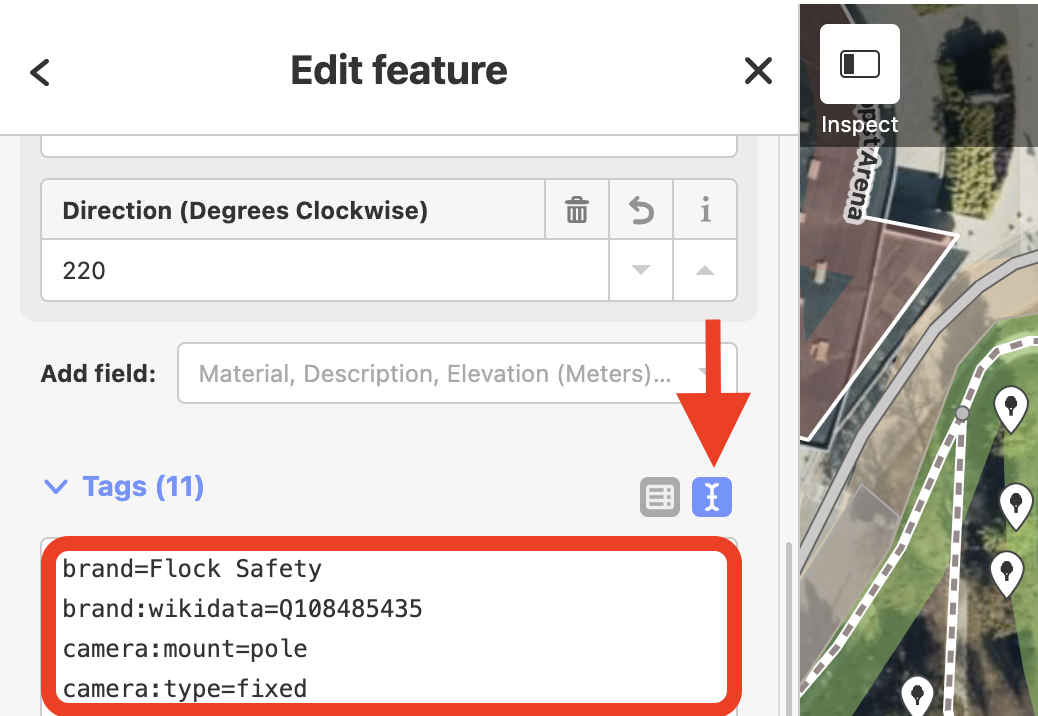 Edit feature
Inspect
Direction (Degrees Clockwise)
220
Add field:
Material, Description, Elevation (Meters)...
Tags (11)
brand=Flock Safety
brand:wikidata=Q108485435
camera:mount=pole
camera:type=fixed
Arena